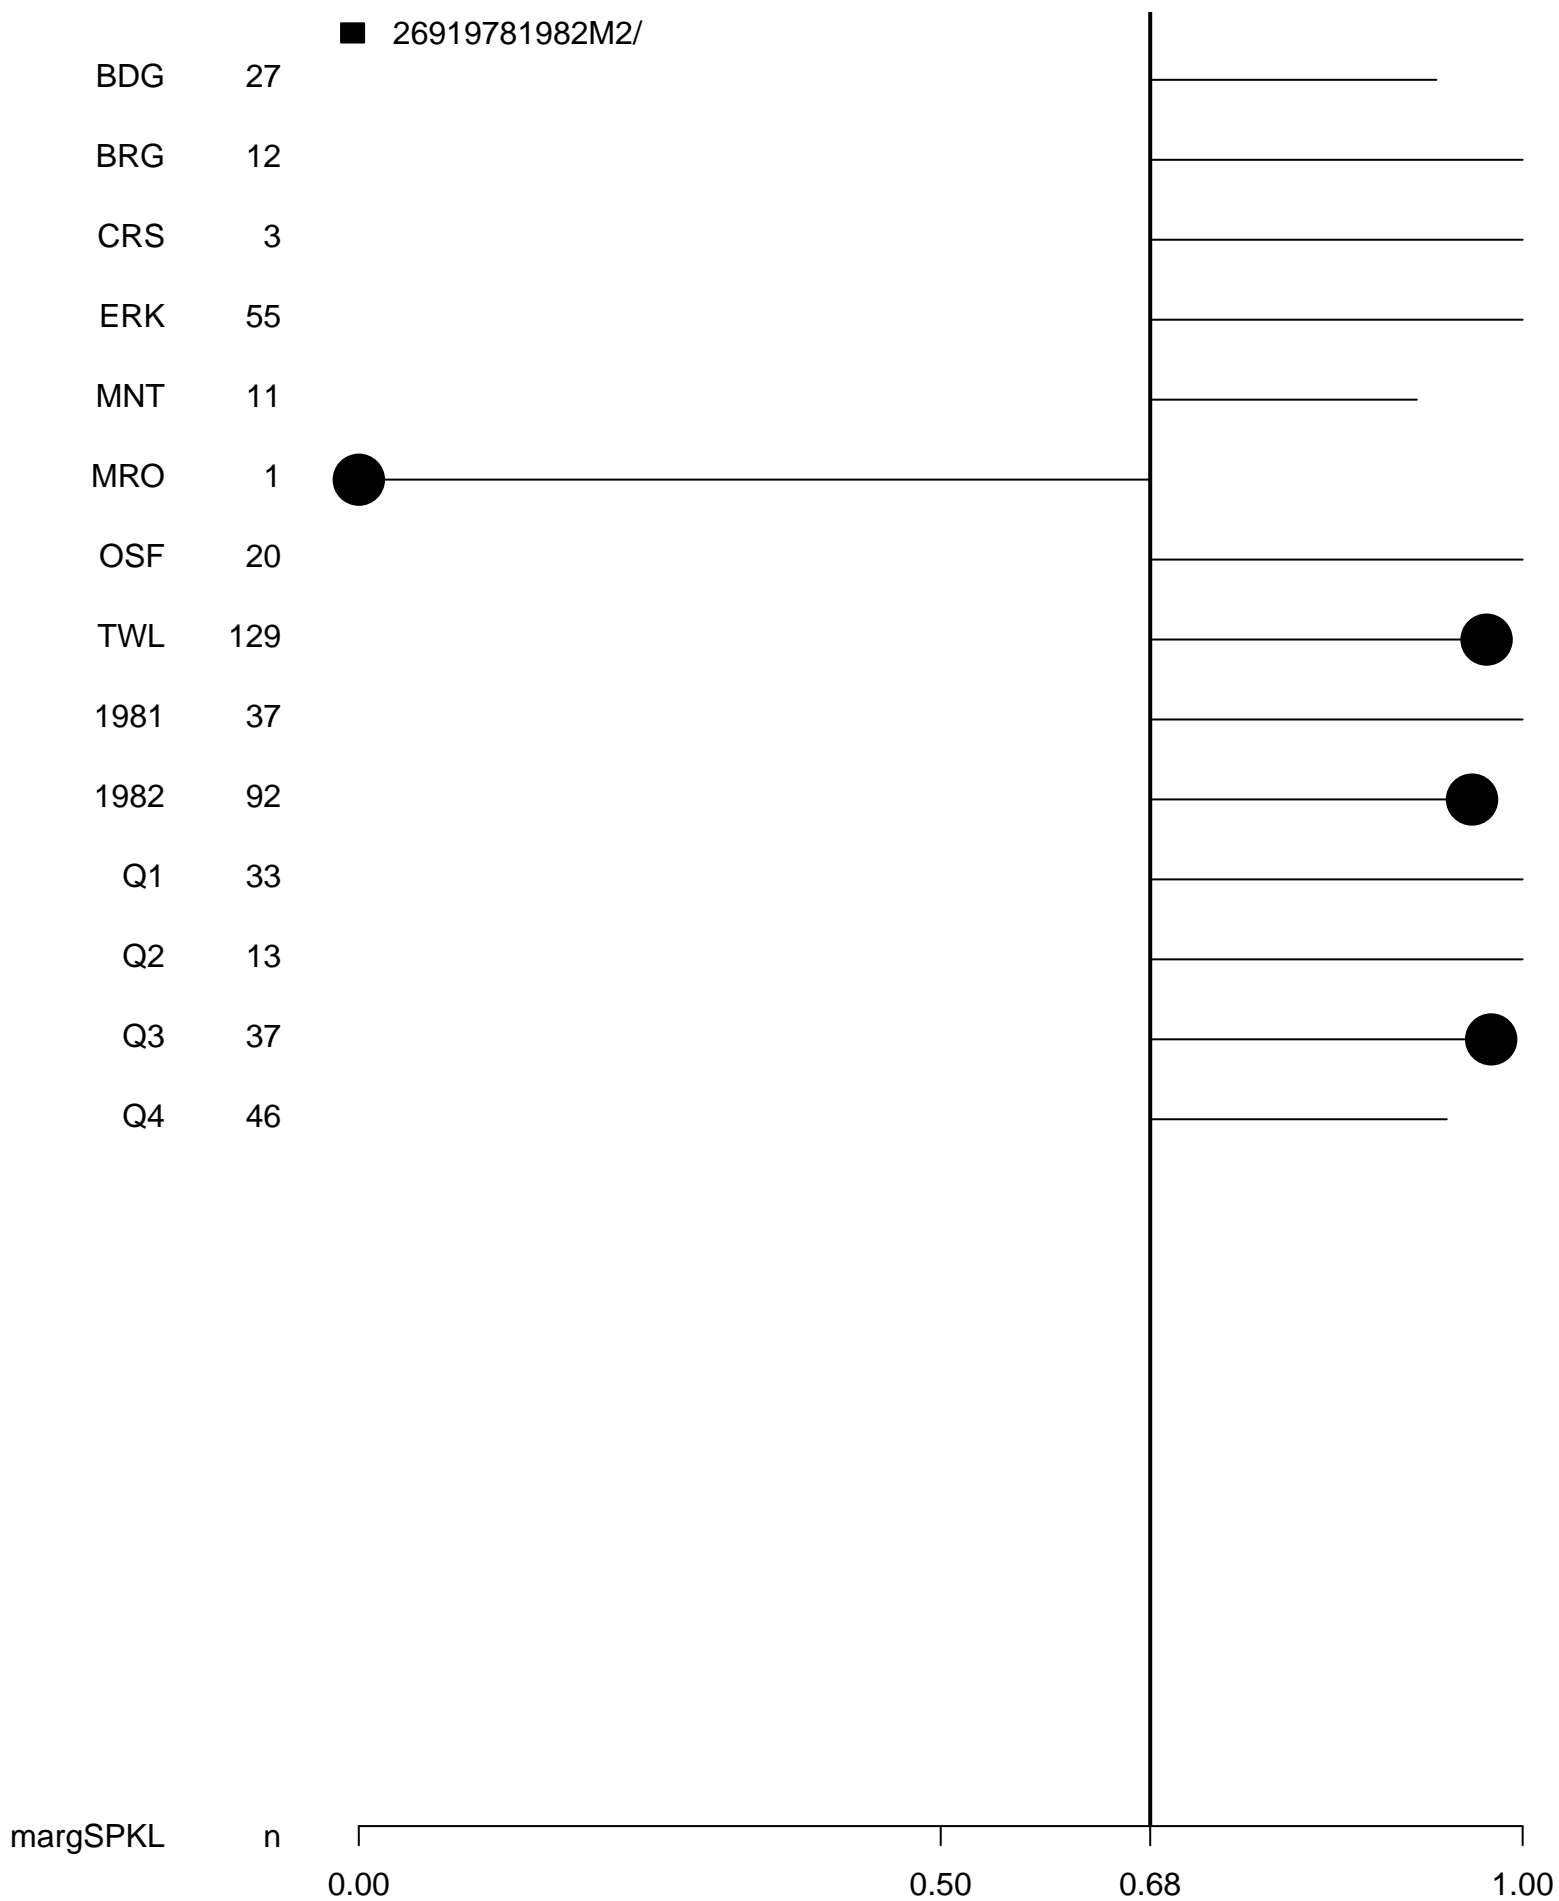 26919781982M2/
BDG 27
BRG 12
CRS 3
ERK 55
MNT 11
MRO 1
OSF 20
TWL 129
1981 37
1982 92
Q1 33
Q2 13
Q3 37
Q4 46
margSPKL n
0.00 0.50 0.68 1.00